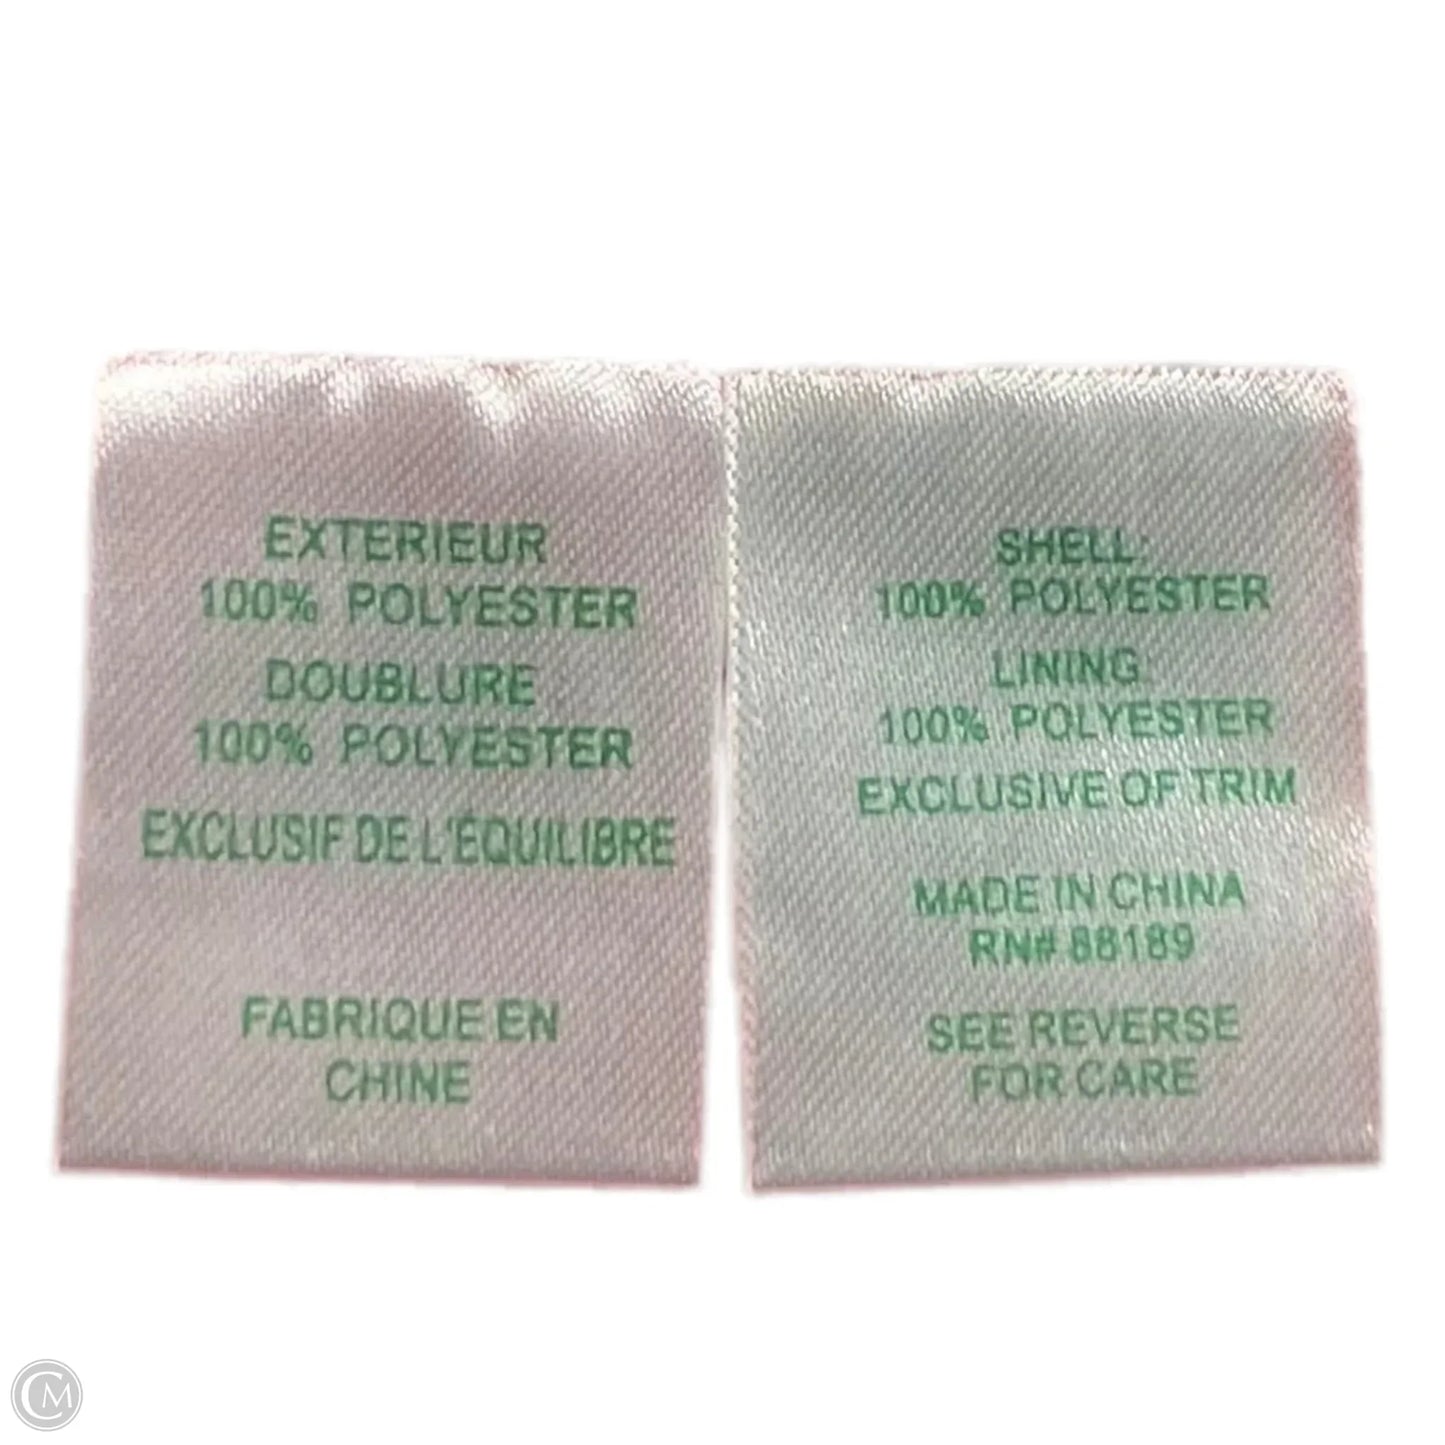 EXTERIEUR
100% POLYESTER
DOUBLURE
100% POLYESTER
EXCLUSIF DE L'ÉQUILIBRE
FABRIQUE EN
CHINE
SHELL:
100% POLYESTER
LINING
100% POLYESTER
EXCLUSIVE OF TRIM
MADE IN CHINA
RN# 88189
SEE REVERSE
FOR CARE
CM